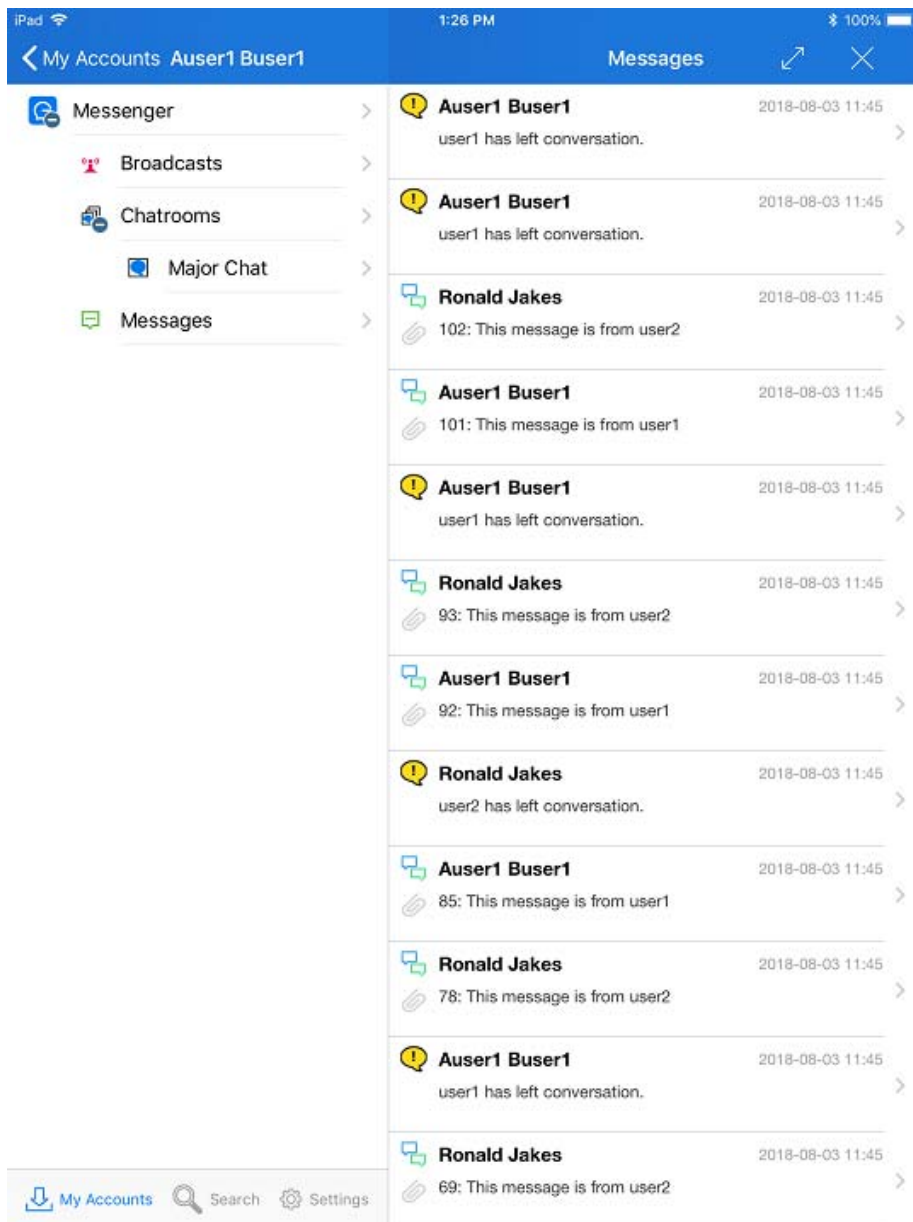 iPad 1:26 PM 100%
My Accounts Auser1 Buser1 Messages
Messenger
Broadcasts
Chatrooms
Major Chat
Messages
Auser1 Buser1 2018-08-03 11:45
user1 has left conversation.
Auser1 Buser1 2018-08-03 11:45
user1 has left conversation.
Ronald Jakes 2018-08-03 11:45
102: This message is from user2
Auser1 Buser1 2018-08-03 11:45
101: This message is from user1
Auser1 Buser1 2018-08-03 11:45
user1 has left conversation.
Ronald Jakes 2018-08-03 11:45
93: This message is from user2
Auser1 Buser1 2018-08-03 11:45
92: This message is from user1
Ronald Jakes 2018-08-03 11:45
user2 has left conversation.
Auser1 Buser1 2018-08-03 11:45
85: This message is from user1
Ronald Jakes 2018-08-03 11:45
78: This message is from user2
Auser1 Buser1 2018-08-03 11:45
user1 has left conversation.
Ronald Jakes 2018-08-03 11:45
69: This message is from user2
My Accounts Search Settings